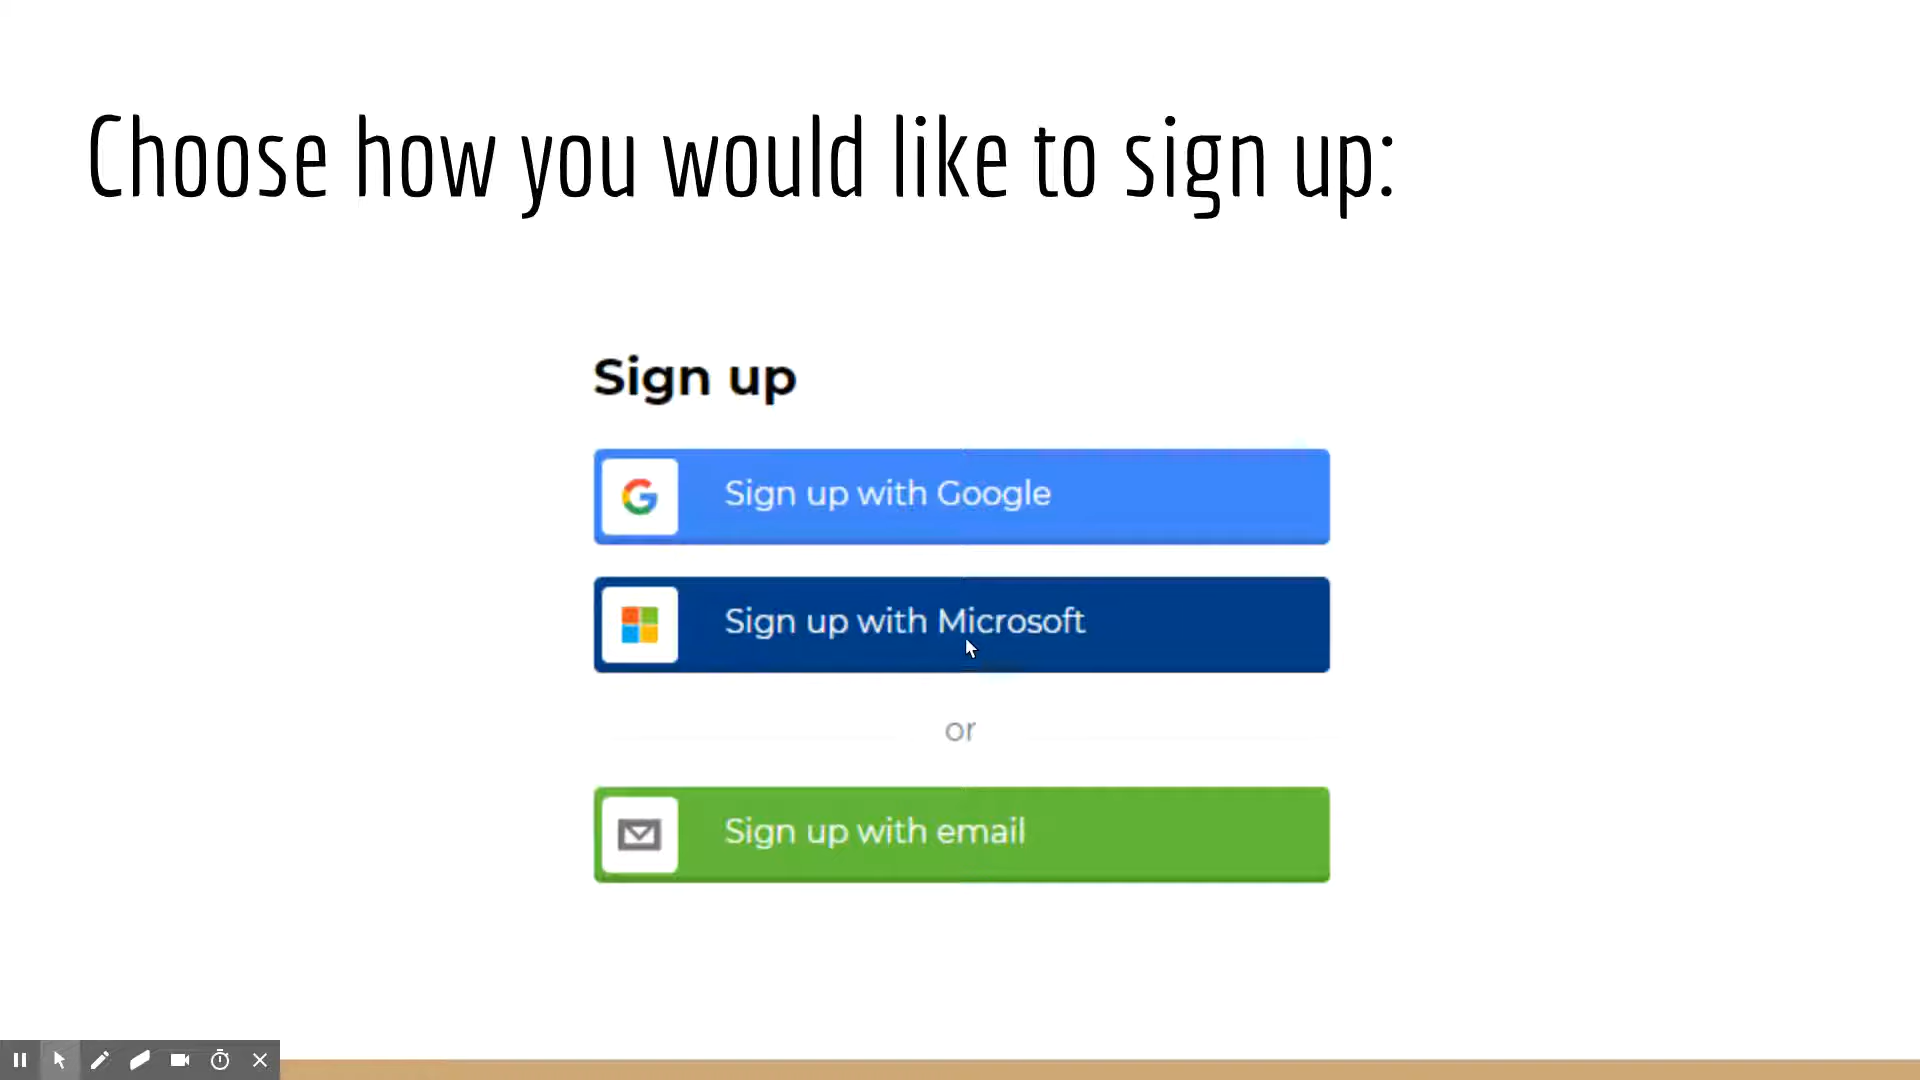 Choose how you would like to sign up:
Sign up
Sign up with Google
Sign up with Microsoft
or
Sign up with email